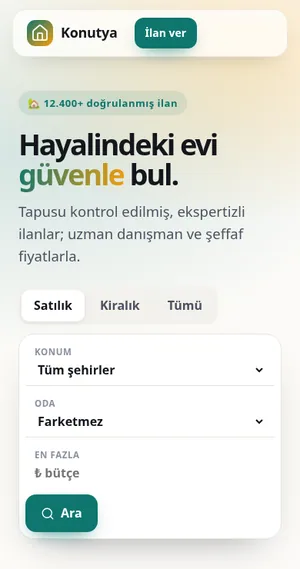 Konutya
İlan ver
🏡 12.400+ doğrulanmış ilan
Hayalindeki evi
güvenle bul.
Tapusu kontrol edilmiş, ekspertizli
ilanlar; uzman danışman ve şeffaf
fiyatlarla.
Satılık Kiralık Tümü
KONUM
Tüm şehirler
ODA
Farketmez
EN FAZLA
₺ bütçe
Ara